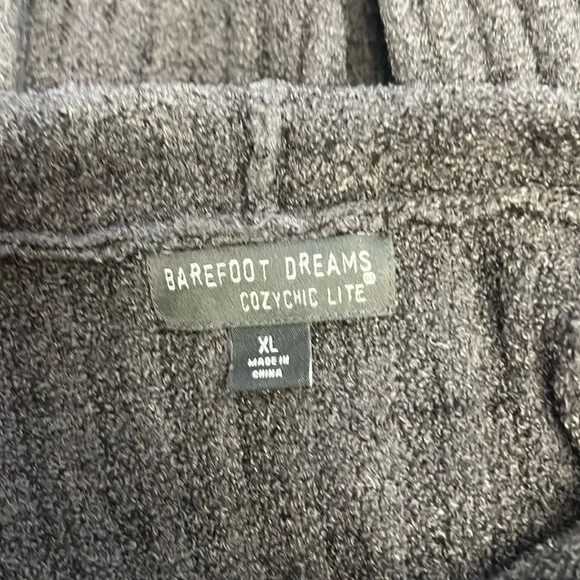 BAREFOOT DREAMS®
COZYCHIC LITE
XL
MADE IN
CHINA